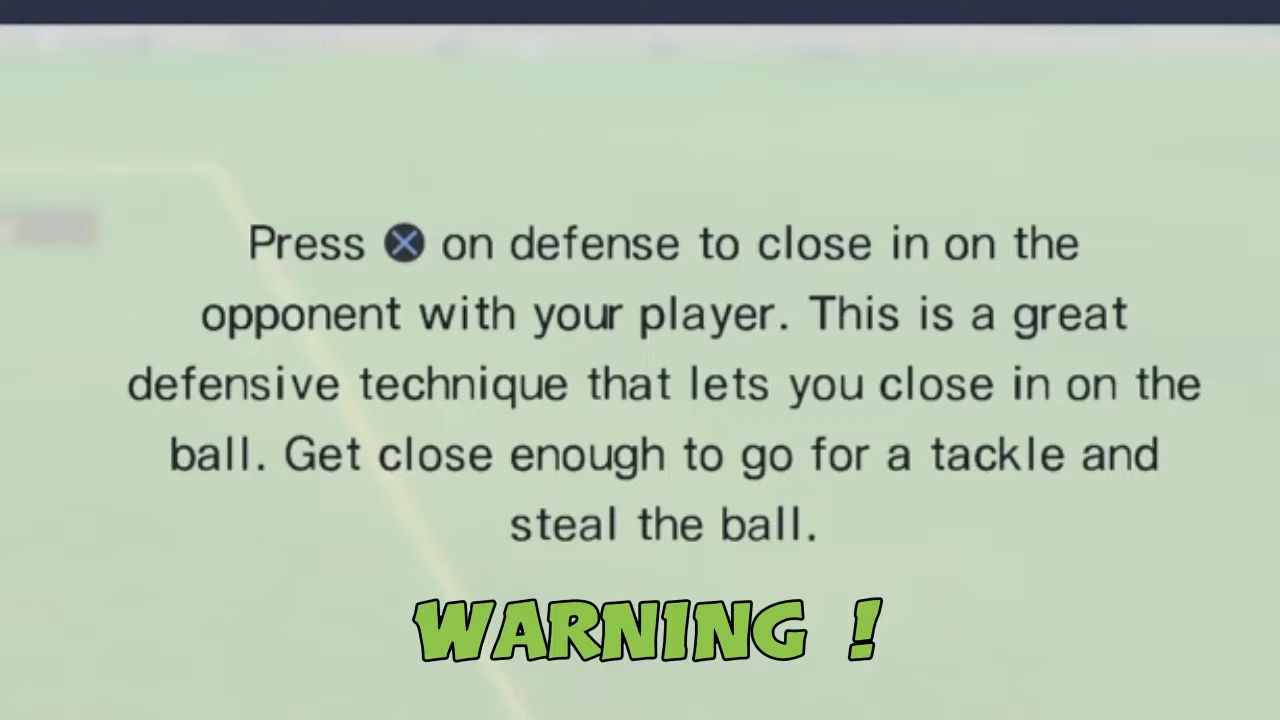 Press ⊗ on defense to close in on the
opponent with your player. This is a great
defensive technique that lets you close in on the
ball. Get close enough to go for a tackle and
steal the ball.
WARNING !